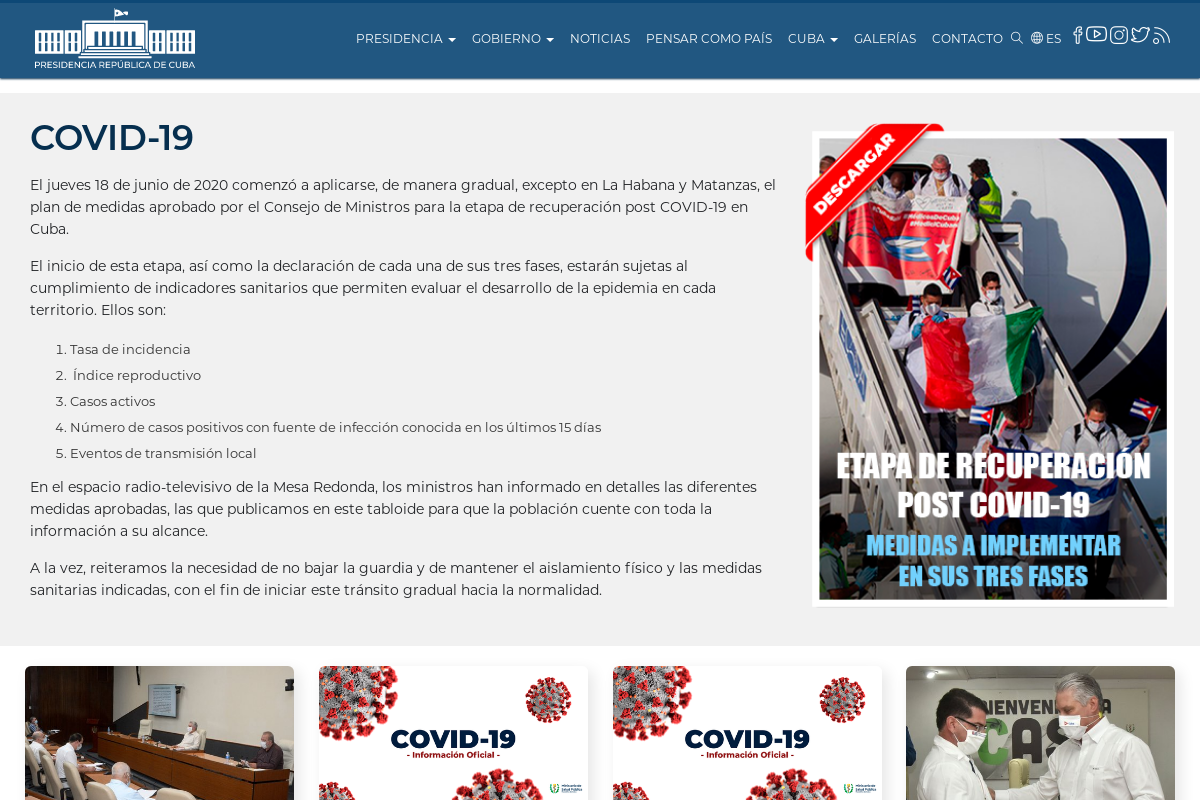 PRESIDENCIA REPÚBLICA DE CUBA
PRESIDENCIA
GOBIERNO
NOTICIAS
PENSAR COMO PAÍS
CUBA
GALERÍAS
CONTACTO
ES
COVID-19
El jueves 18 de junio de 2020 comenzó a aplicarse, de manera gradual, excepto en La Habana y Matanzas, el
plan de medidas aprobado por el Consejo de Ministros para la etapa de recuperación post COVID-19 en
Cuba.
El inicio de esta etapa, así como la declaración de cada una de sus tres fases, estarán sujetas al
cumplimiento de indicadores sanitarios que permiten evaluar el desarrollo de la epidemia en cada
territorio. Ellos son:
1. Tasa de incidencia
2. Índice reproductivo
3. Casos activos
4. Número de casos positivos con fuente de infección conocida en los últimos 15 días
5. Eventos de transmisión local
En el espacio radio-televisivo de la Mesa Redonda, los ministros han informado en detalles las diferentes
medidas aprobadas, las que publicamos en este tabloide para que la población cuente con toda la
información a su alcance.
A la vez, reiteramos la necesidad de no bajar la guardia y de mantener el aislamiento físico y las medidas
sanitarias indicadas, con el fin de iniciar este tránsito gradual hacia la normalidad.
DESCARGAR
#MédicosDeCuba
ETAPA DE RECUPERACIÓN
POST COVID-19
MEDIDAS A IMPLEMENTAR
EN SUS TRES FASES
COVID-19
- Información Oficial -
Ministerio de
Salud Pública
COVID-19
- Información Oficial -
Ministerio de
Salud Pública